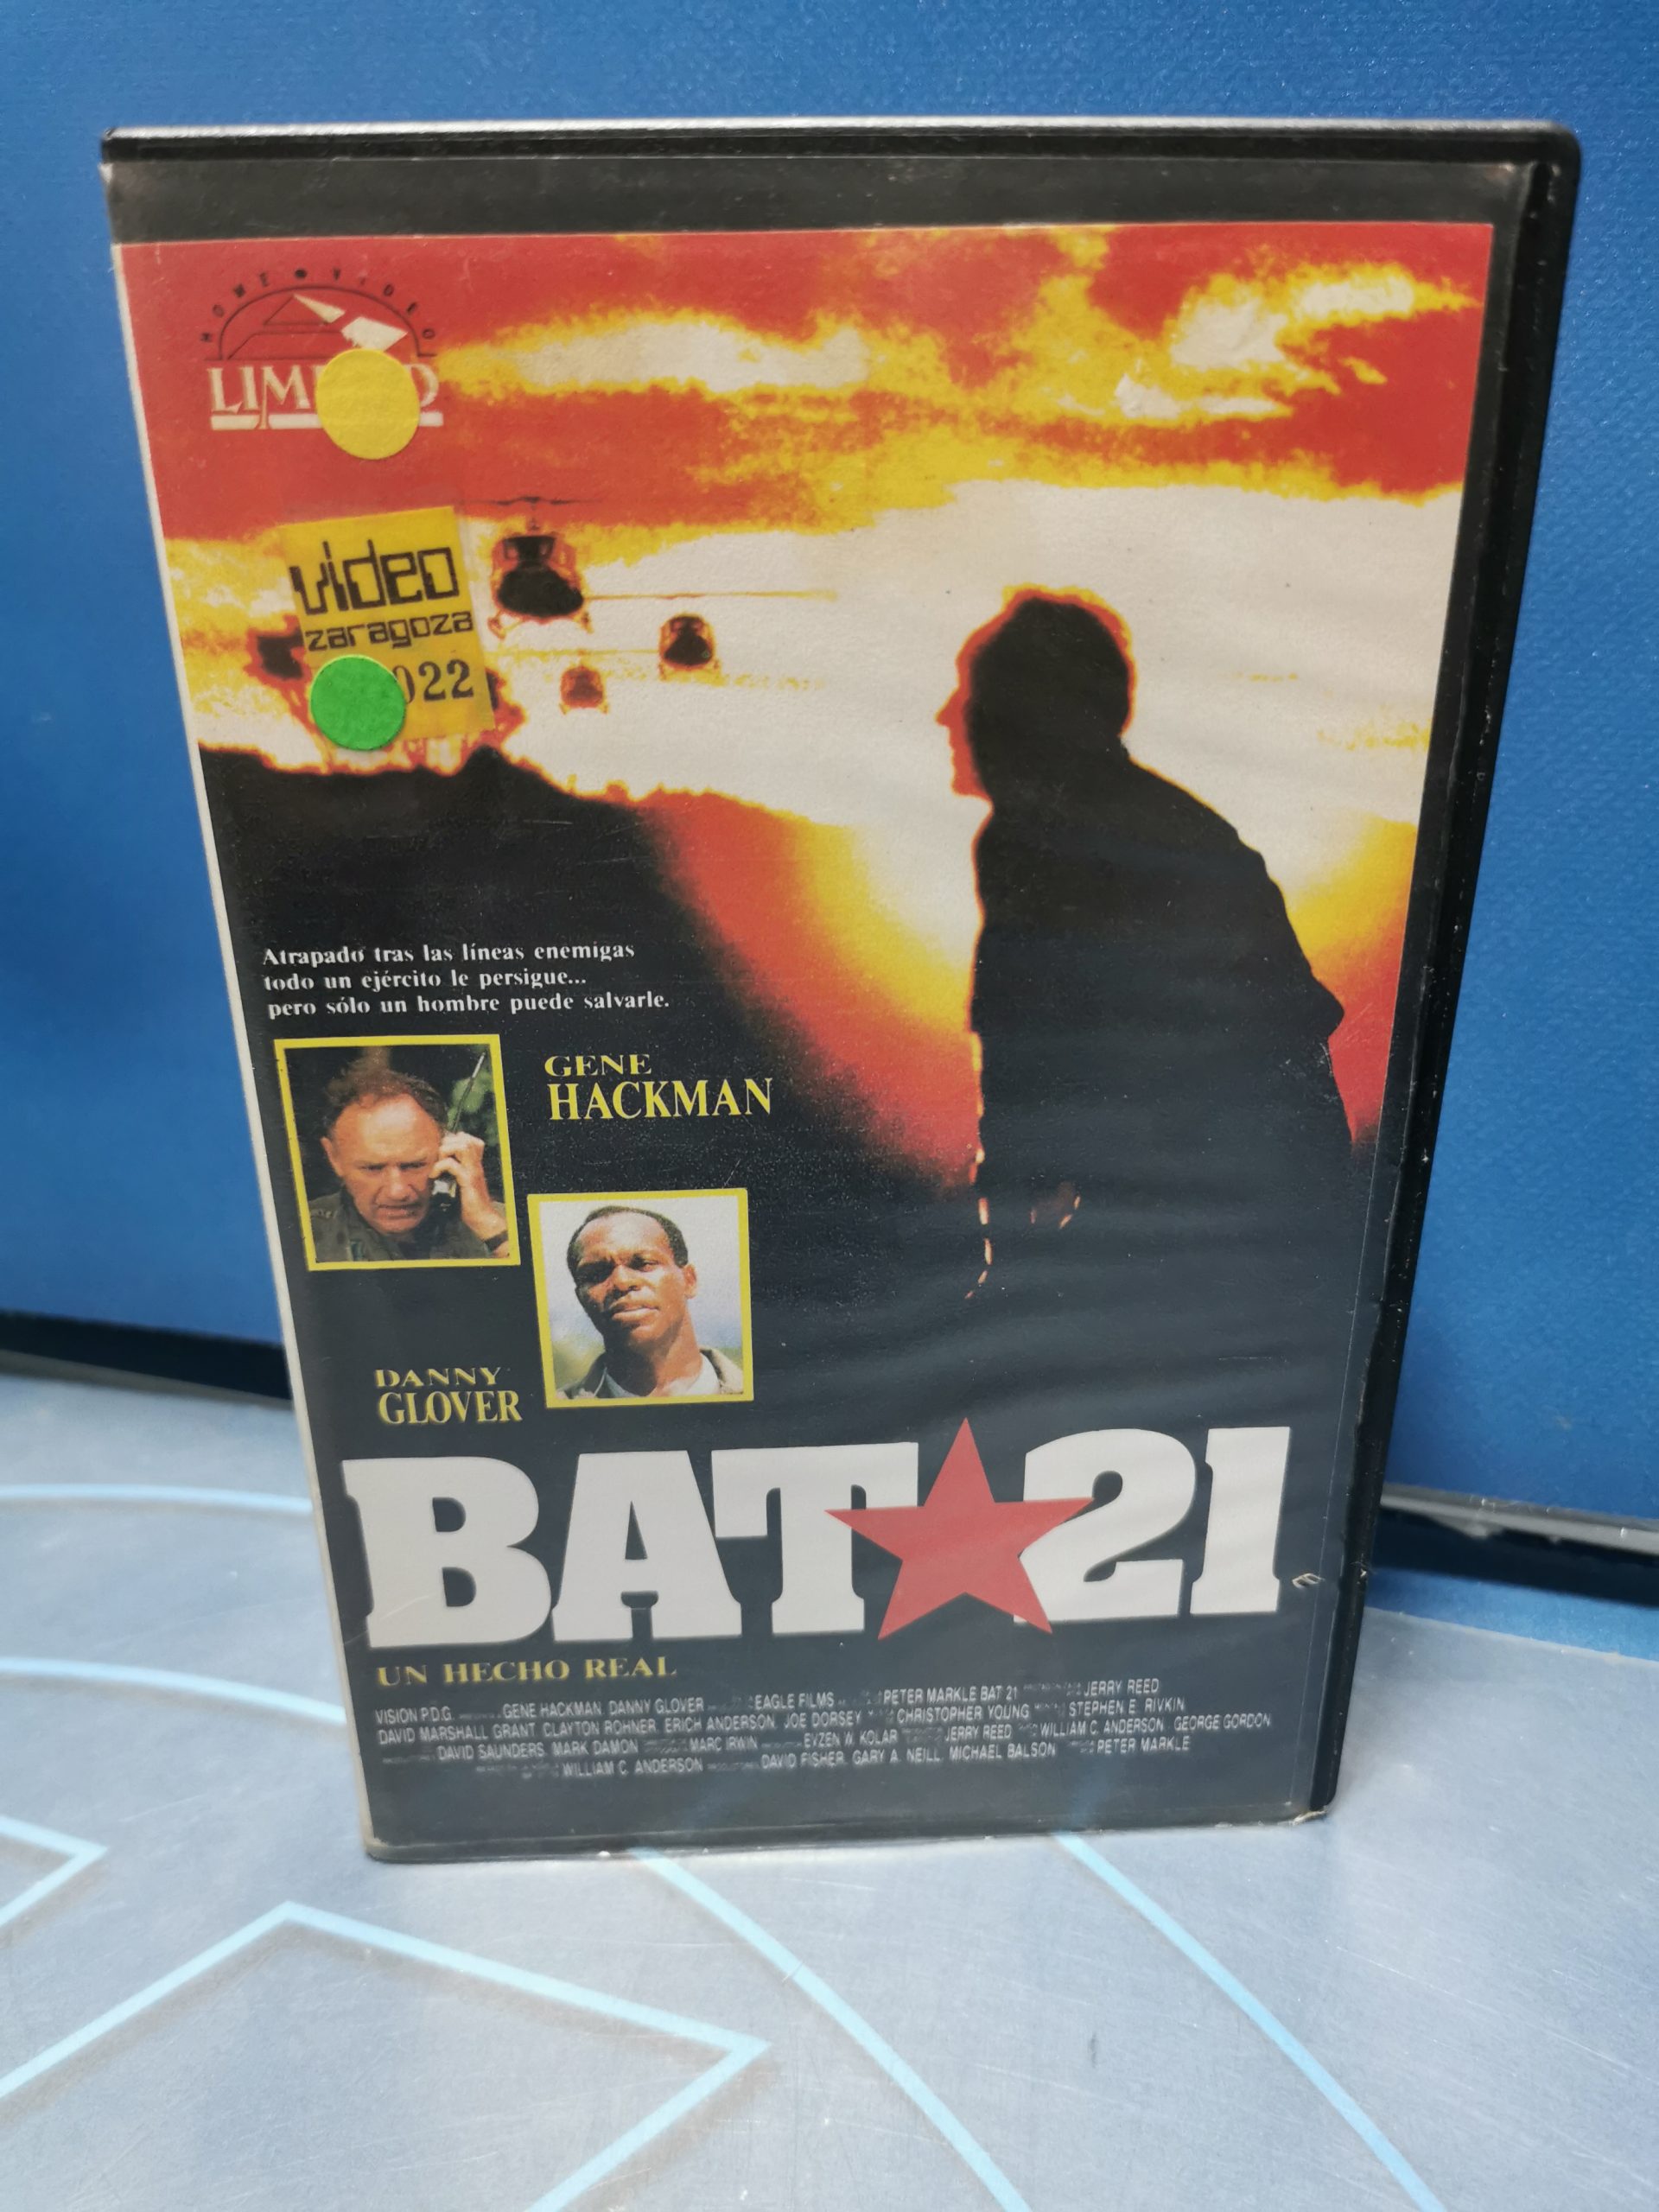 HOME • VIDEO
video
zaragoza
022
Atrapado tras las líneas enemigas
todo un ejército le persigue...
pero sólo un hombre puede salvarle.
GENE
HACKMAN
DANNY
GLOVER
BAT★21
UN HECHO REAL
VISION P.D.G. GENE HACKMAN, DANNY GLOVER EAGLE FILMS PETER MARKLE BAT 21 JERRY REED
DAVID MARSHALL GRANT, CLAYTON ROHNER, ERICH ANDERSON, JOE DORSEY CHRISTOPHER YOUNG STEPHEN E. RIVKIN
DAVID SAUNDERS, MARK DAMON MARC IRWIN EVZEN W. KOLAR JERRY REED WILLIAM C. ANDERSON, GEORGE GORDON
WILLIAM C. ANDERSON DAVID FISHER, GARY A. NEILL, MICHAEL BALSON PETER MARKLE